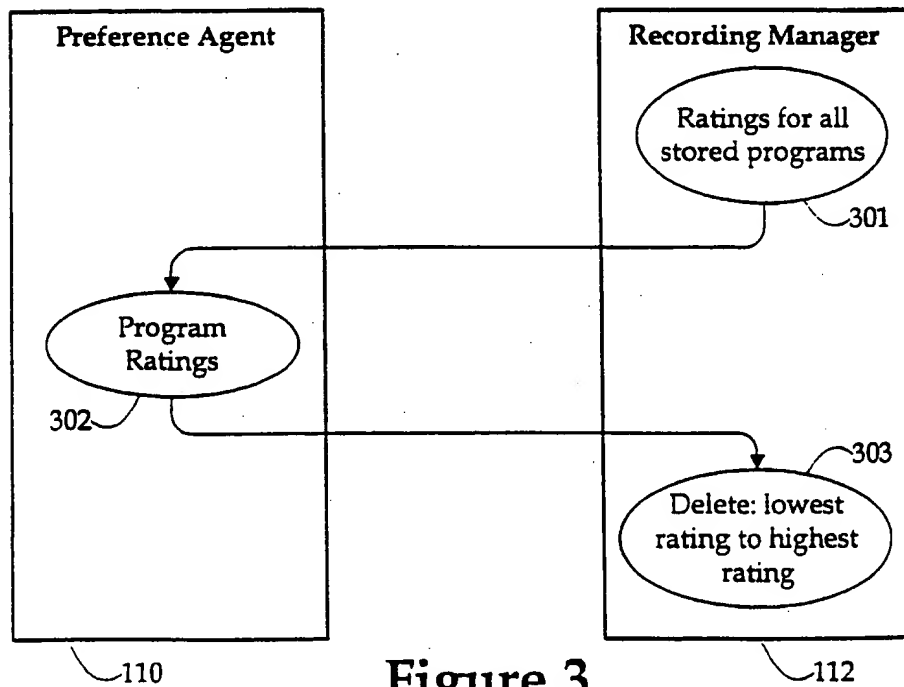 Preference Agent
Recording Manager
Ratings for all
stored programs
301
Program
Ratings
302
303
Delete: lowest
rating to highest
rating
110
Figure 3
112